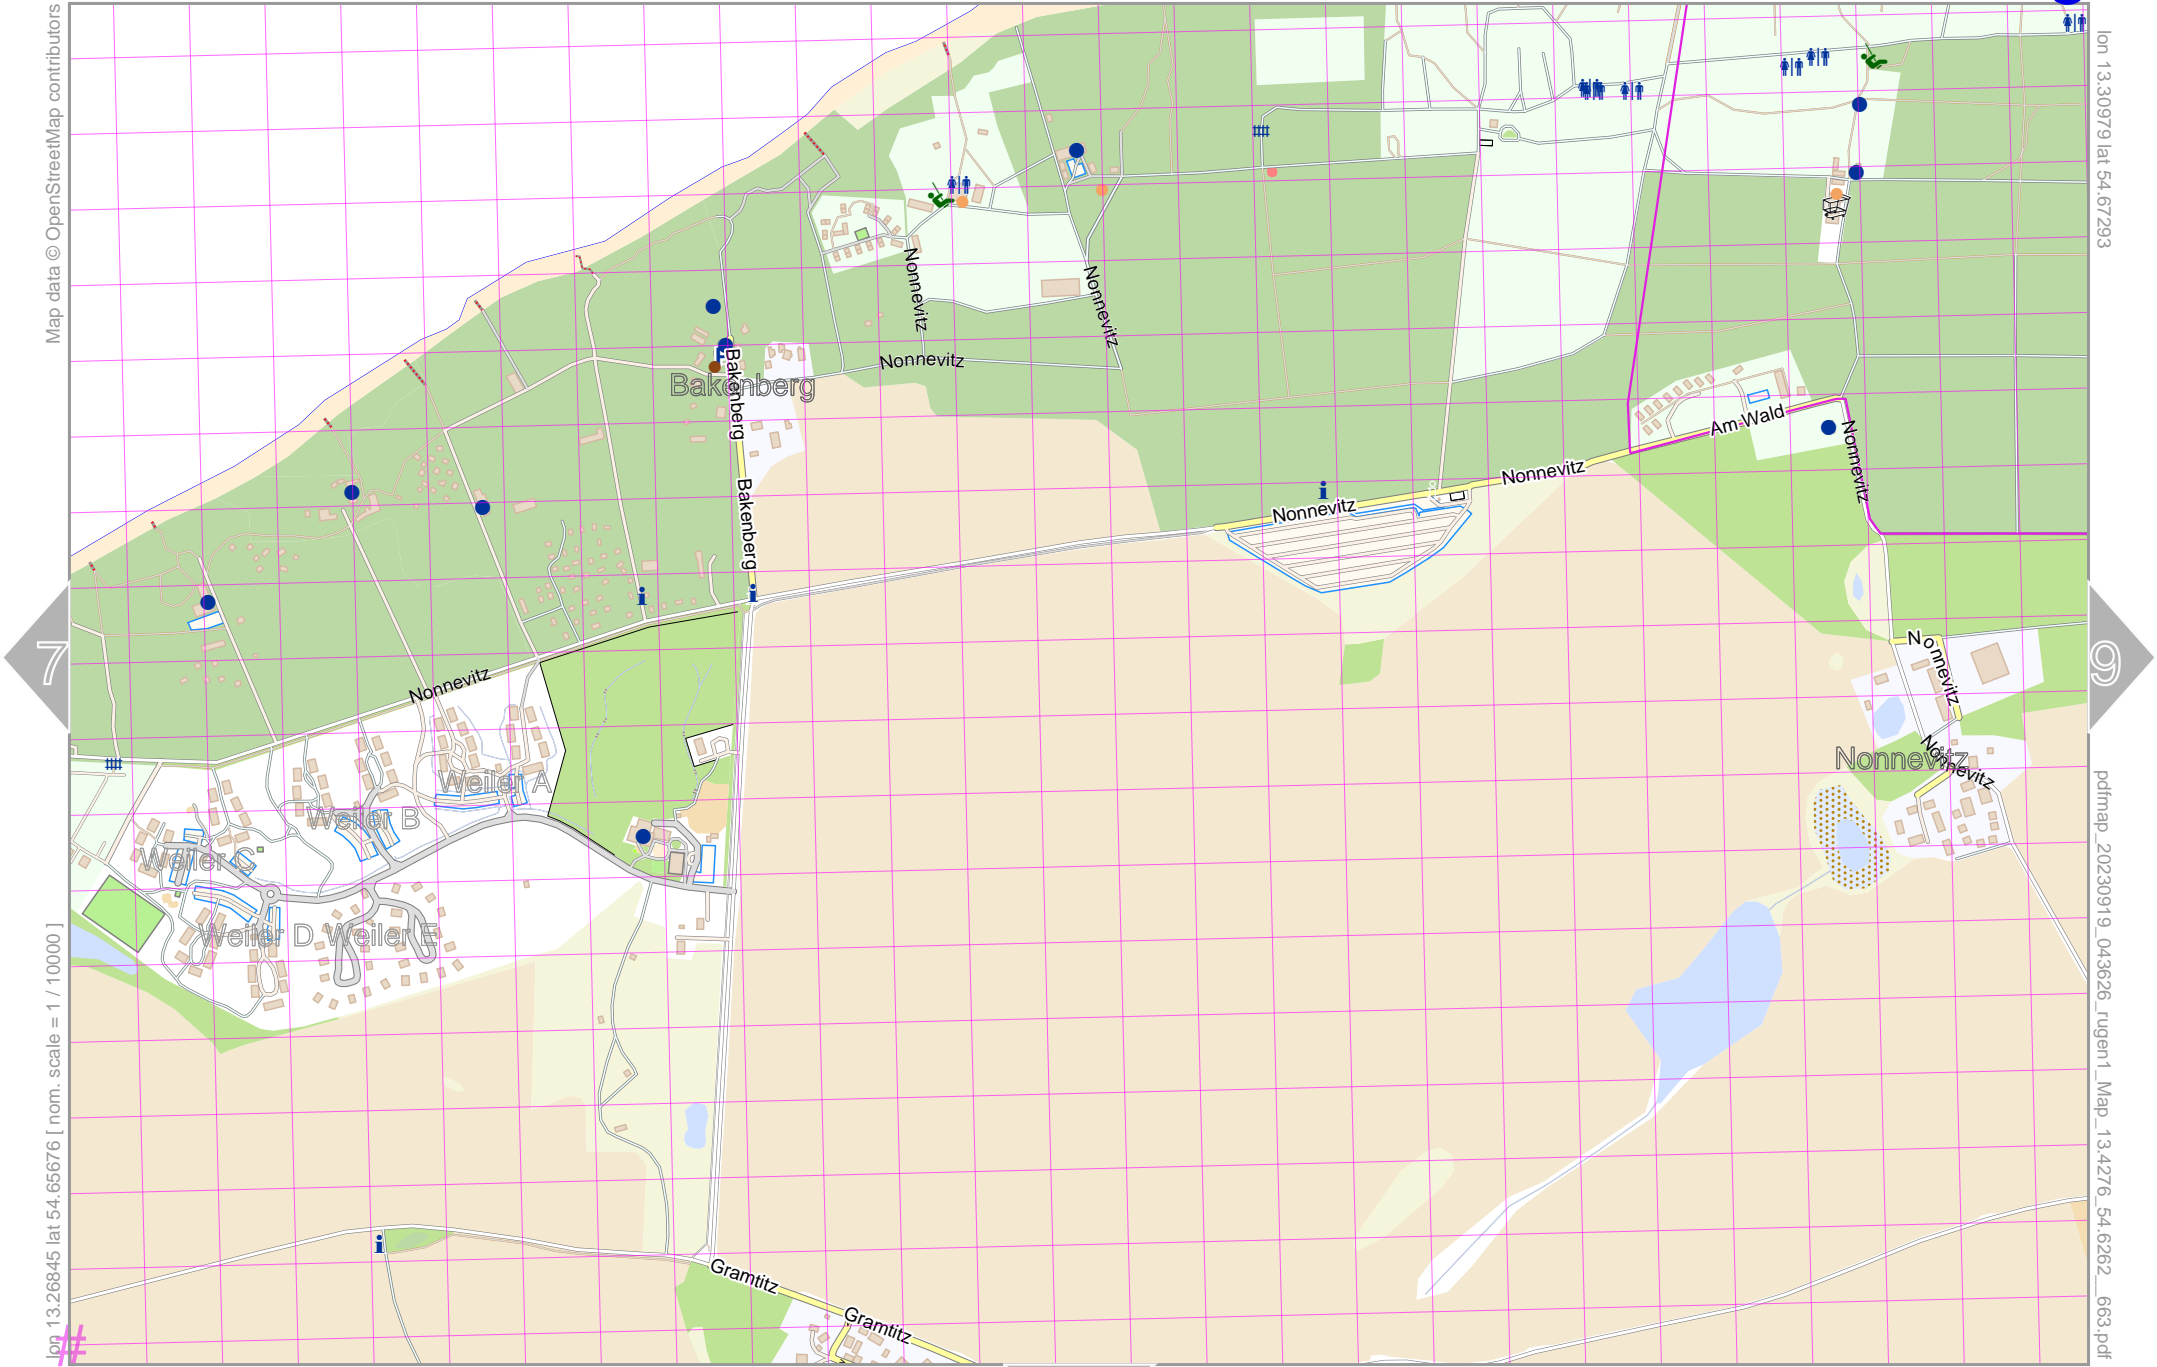 Map data © OpenStreetMap contributors
lon 13.30979 lat 54.67293
Nonnevitz
Nonnevitz
Nonnevitz
Bakenberg
Bakenberg
Bakenberg
Am Wald
Nonnevitz
Nonnevitz
Nonnevitz
7
9
Nonnevitz
Nonnevitz
Nonnevitz
Nonnevitz
Weiler A
Weiler B
Weiler C
Weiler D
Weiler E
Gramtitz
Gramtitz
lon 13.26845 lat 54.65676 [ nom. scale = 1 / 10000 ]
pdfmap_20230919_043626_rugen1_Map_13.4276_54.6262__663.pdf
#